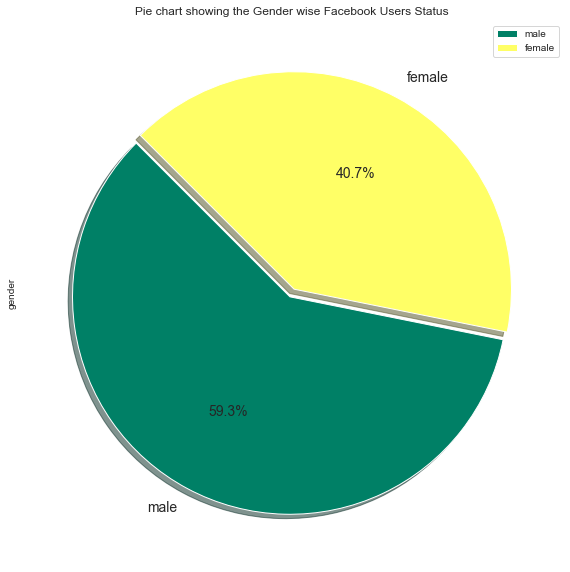 Pie chart showing the Gender wise Facebook Users Status
male
female
female
40.7%
gender
59.3%
male